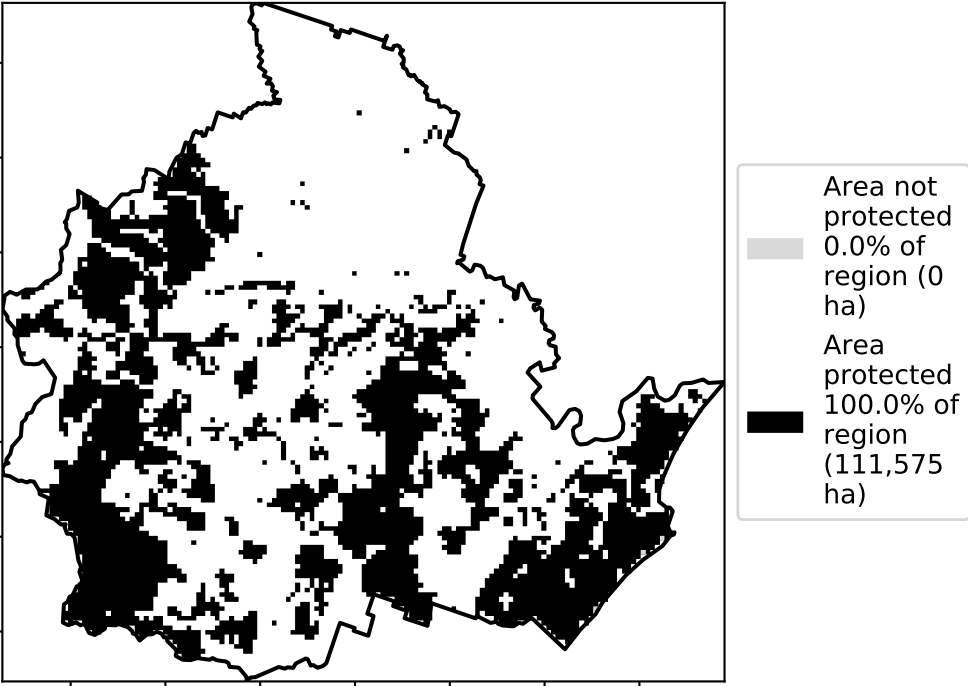 Area not
protected
0.0% of
region (0
ha)
Area
protected
100.0% of
region
(111,575
ha)